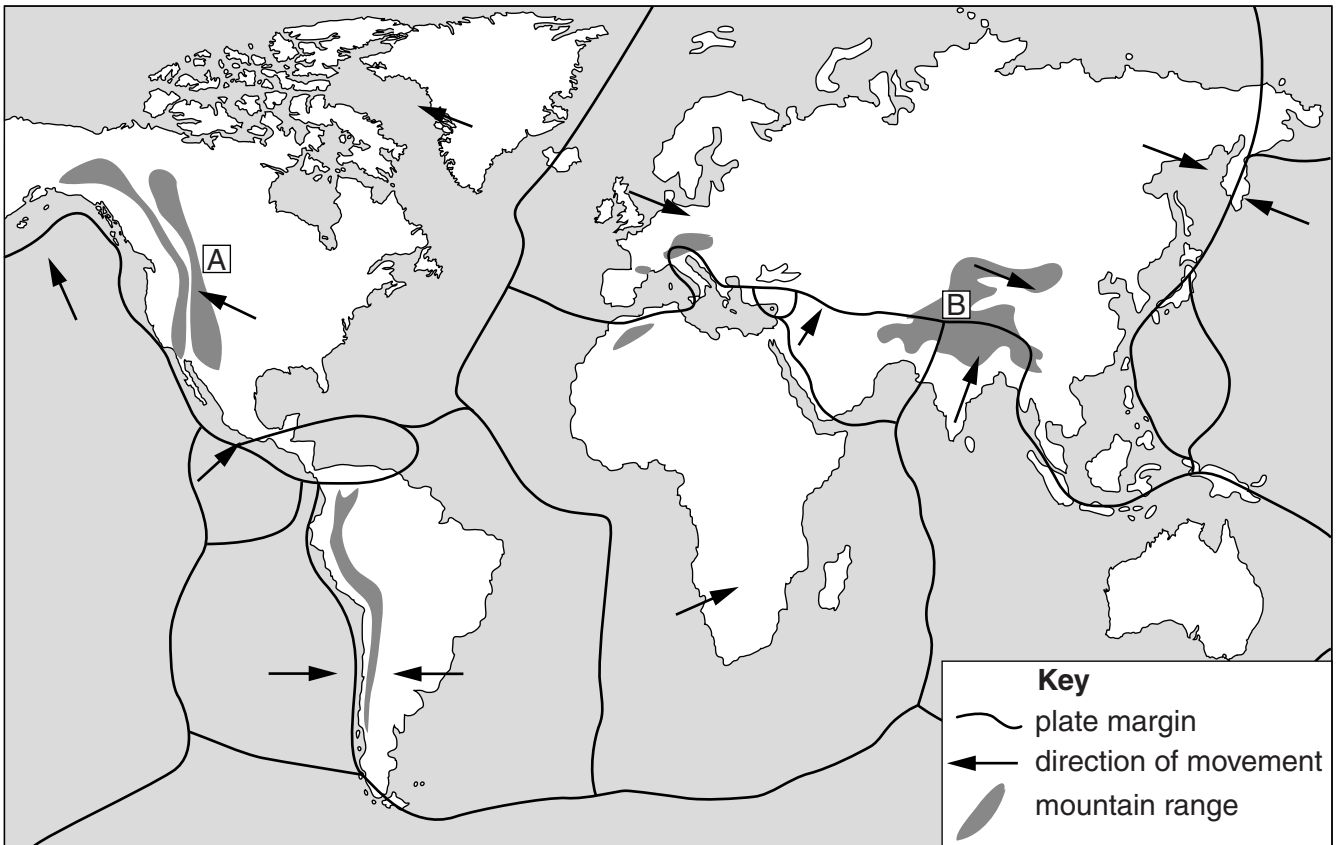 A
B
Key
plate margin
direction of movement
mountain range